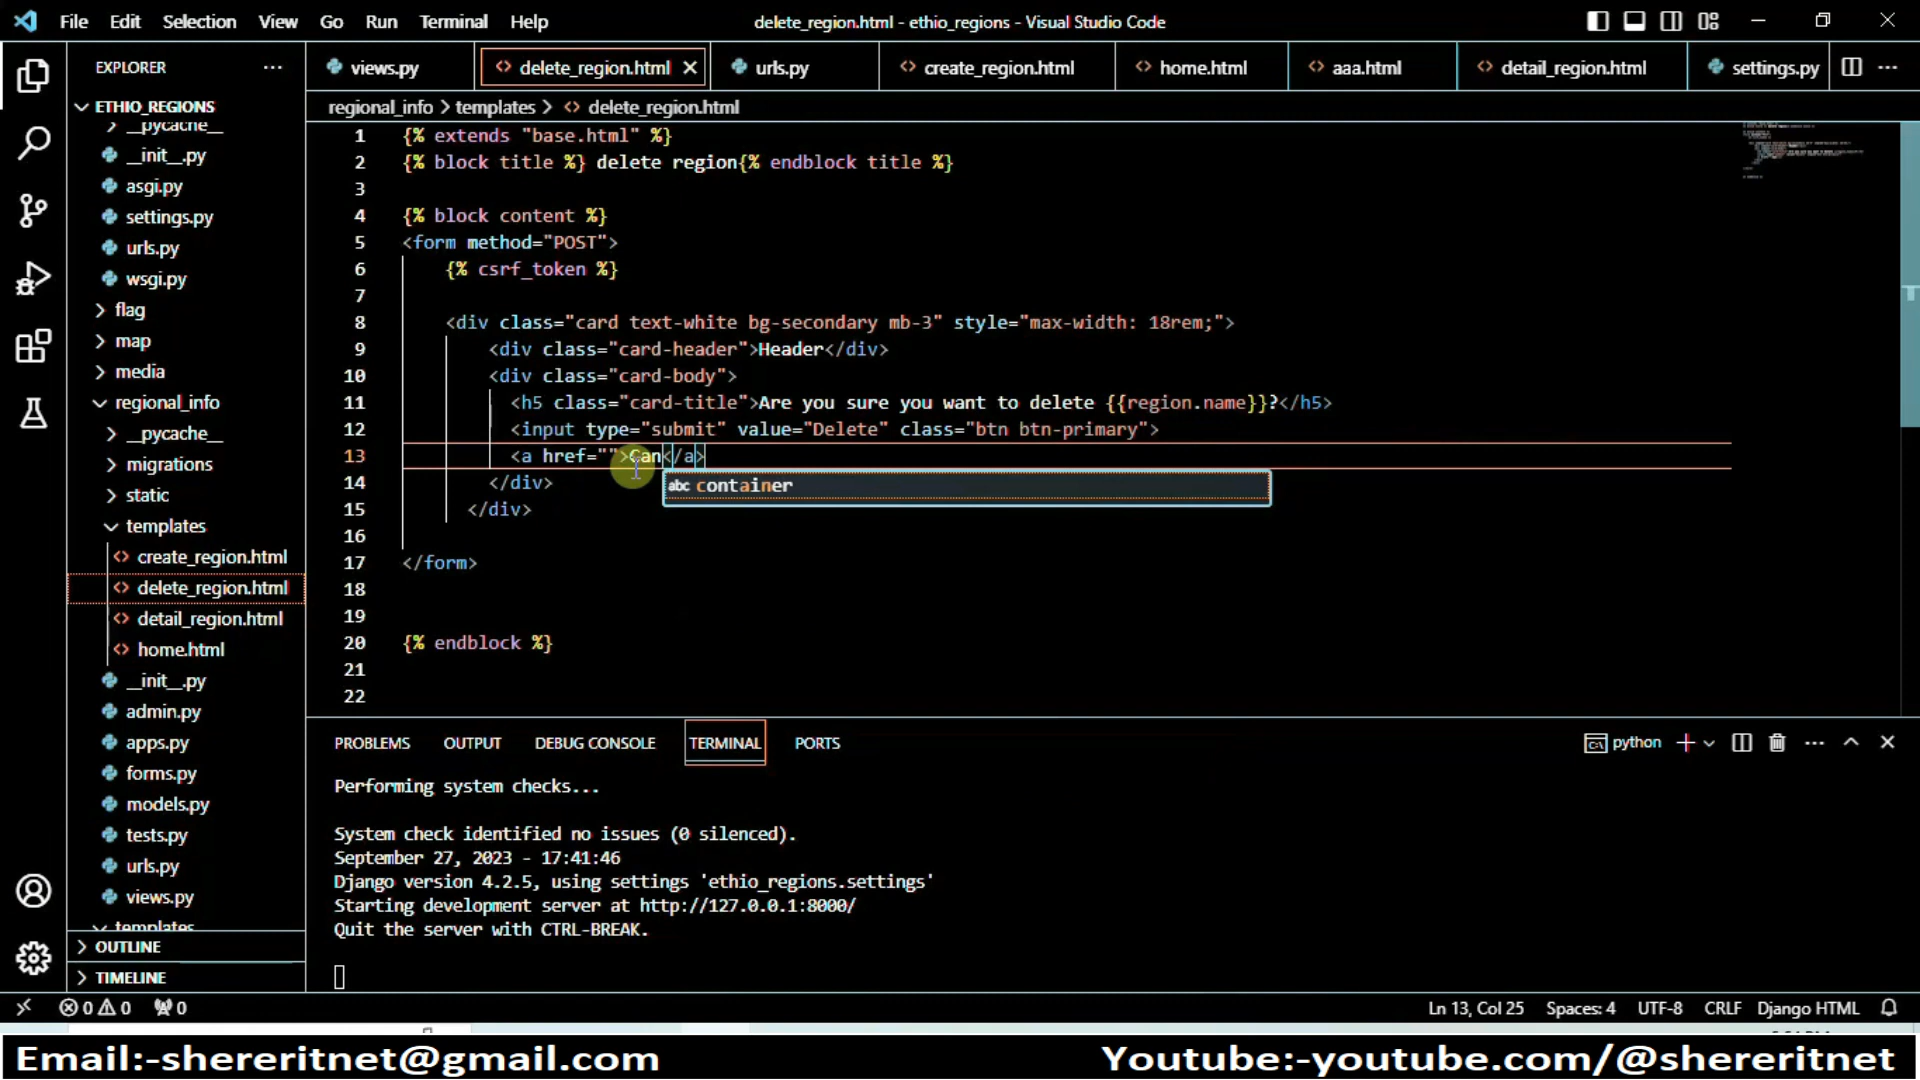 File Edit Selection View Go Run Terminal Help
delete_region.html - ethio_regions - Visual Studio Code
EXPLORER
views.py
delete_region.html
urls.py
create_region.html
home.html
aaa.html
detail_region.html
settings.py
ETHIO_REGIONS
__pycache__
__init__.py
asgi.py
settings.py
urls.py
wsgi.py
flag
map
media
regional_info
__pycache__
migrations
static
templates
create_region.html
delete_region.html
detail_region.html
home.html
__init__.py
admin.py
apps.py
forms.py
models.py
tests.py
urls.py
views.py
templates
OUTLINE
TIMELINE
regional_info > templates > delete_region.html
1 {% extends "base.html" %}
2 {% block title %} delete region{% endblock title %}
3
4 {% block content %}
5 <form method="POST">
6 {% csrf_token %}
7
8 <div class="card text-white bg-secondary mb-3" style="max-width: 18rem;">
9 <div class="card-header">Header</div>
10 <div class="card-body">
11 <h5 class="card-title">Are you sure you want to delete {{region.name}}?</h5>
12 <input type="submit" value="Delete" class="btn btn-primary">
13 <a href="">Can</a>
abc container
14 </div>
15 </div>
16
17 </form>
18
19
20 {% endblock %}
21
22
PROBLEMS OUTPUT DEBUG CONSOLE TERMINAL PORTS
python
Performing system checks...
System check identified no issues (0 silenced).
September 27, 2023 - 17:41:46
Django version 4.2.5, using settings 'ethio_regions.settings'
Starting development server at http://127.0.0.1:8000/
Quit the server with CTRL-BREAK.
0 0 0
Ln 13, Col 25 Spaces: 4 UTF-8 CRLF Django HTML
Email:-shereritnet@gmail.com
Youtube:-youtube.com/@shereritnet